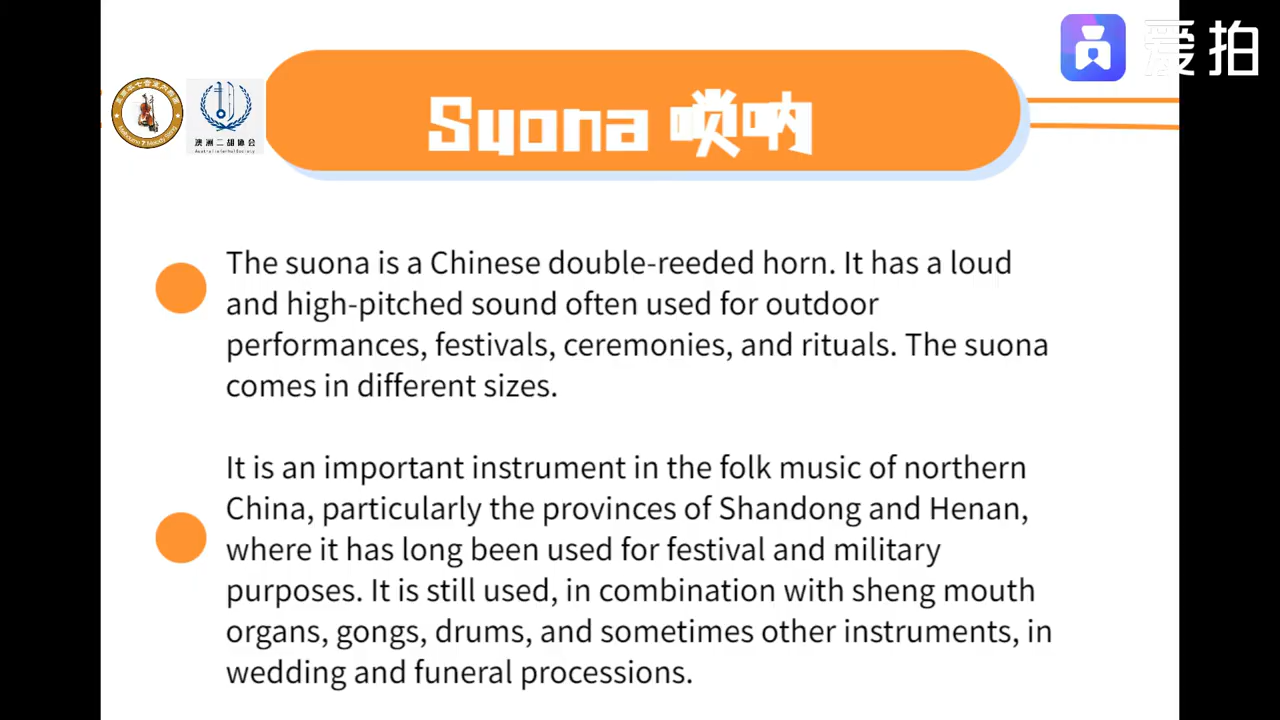 爱拍
Suona 唢呐
澳洲二胡协会
The suona is a Chinese double-reeded horn. It has a loud
and high-pitched sound often used for outdoor
performances, festivals, ceremonies, and rituals. The suona
comes in different sizes.
It is an important instrument in the folk music of northern
China, particularly the provinces of Shandong and Henan,
where it has long been used for festival and military
purposes. It is still used, in combination with sheng mouth
organs, gongs, drums, and sometimes other instruments, in
wedding and funeral processions.